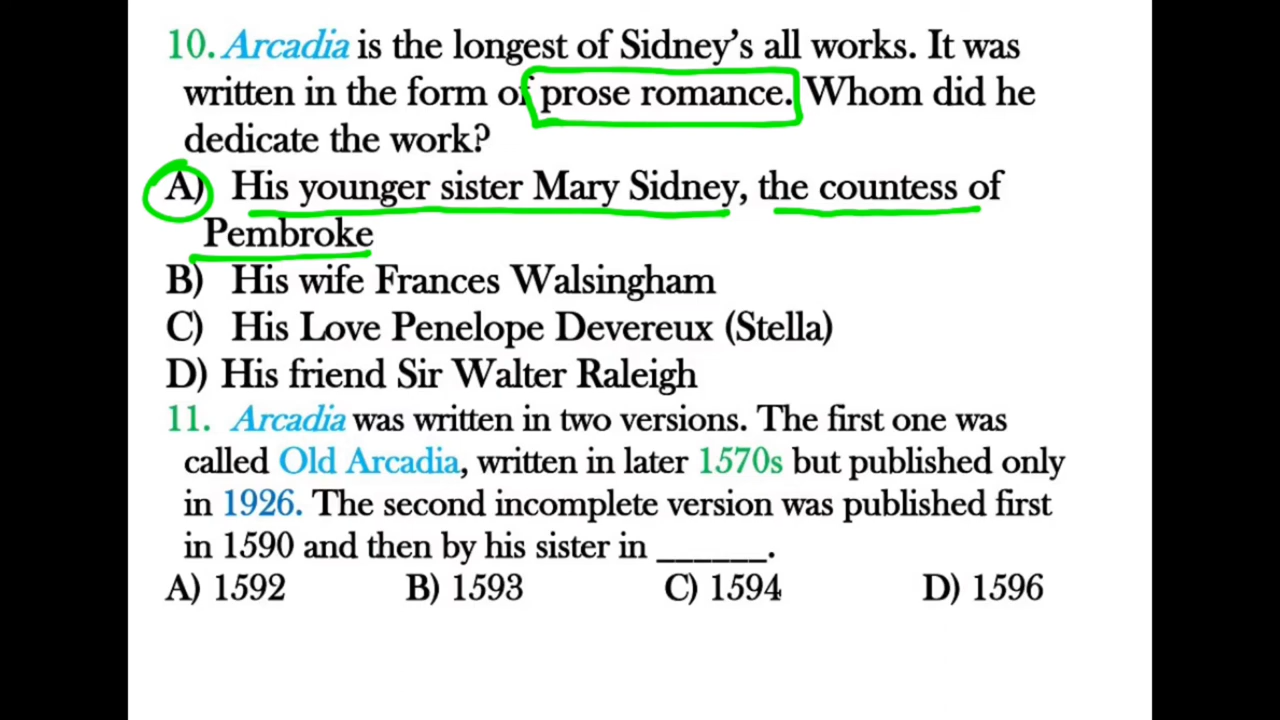 10. Arcadia is the longest of Sidney's all works. It was
written in the form of prose romance. Whom did he
dedicate the work?
A) His younger sister Mary Sidney, the countess of
Pembroke
B) His wife Frances Walsingham
C) His Love Penelope Devereux (Stella)
D) His friend Sir Walter Raleigh
11. Arcadia was written in two versions. The first one was
called Old Arcadia, written in later 1570s but published only
in 1926. The second incomplete version was published first
in 1590 and then by his sister in ______.
A) 1592 B) 1593 C) 1594 D) 1596